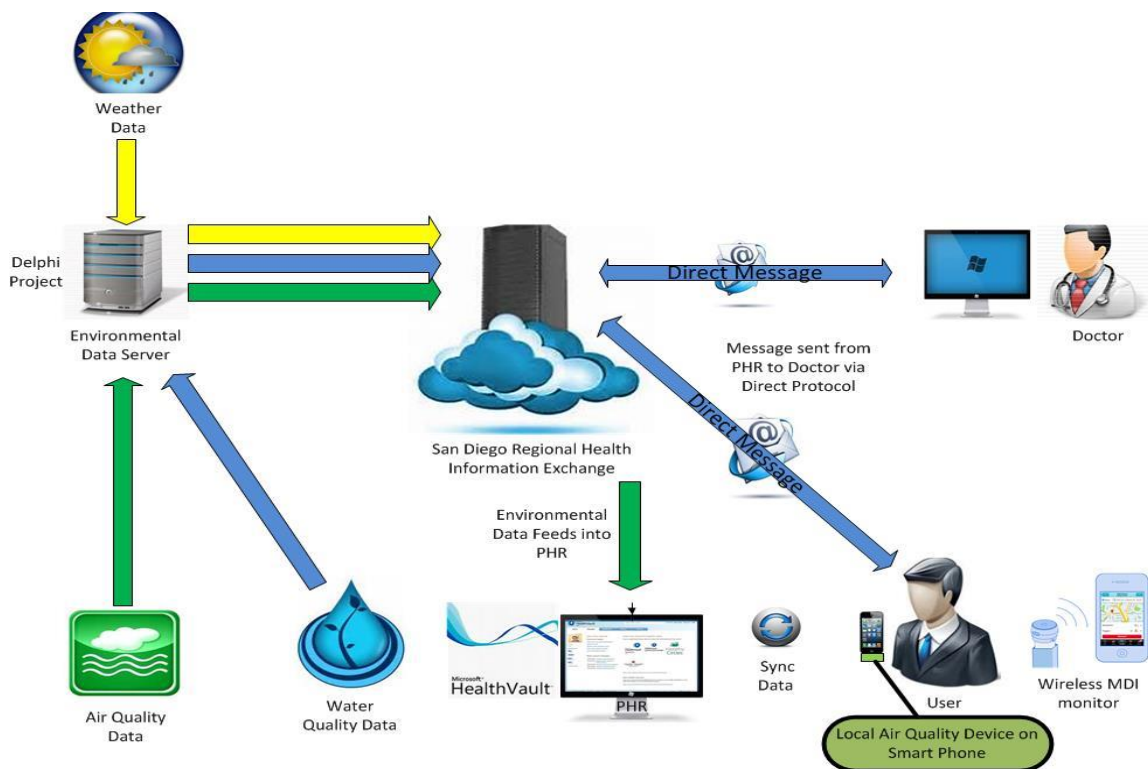 Weather
Data
Delphi
Project
Environmental
Data Server
Direct Message
Doctor
Message sent from
PHR to Doctor via
Direct Protocol
Direct Message
San Diego Regional Health
Information Exchange
Environmental
Data Feeds into
PHR
Microsoft
HealthVault
PHR
Sync
Data
User
Wireless MDI
monitor
Air Quality
Data
Water
Quality Data
Local Air Quality Device on
Smart Phone